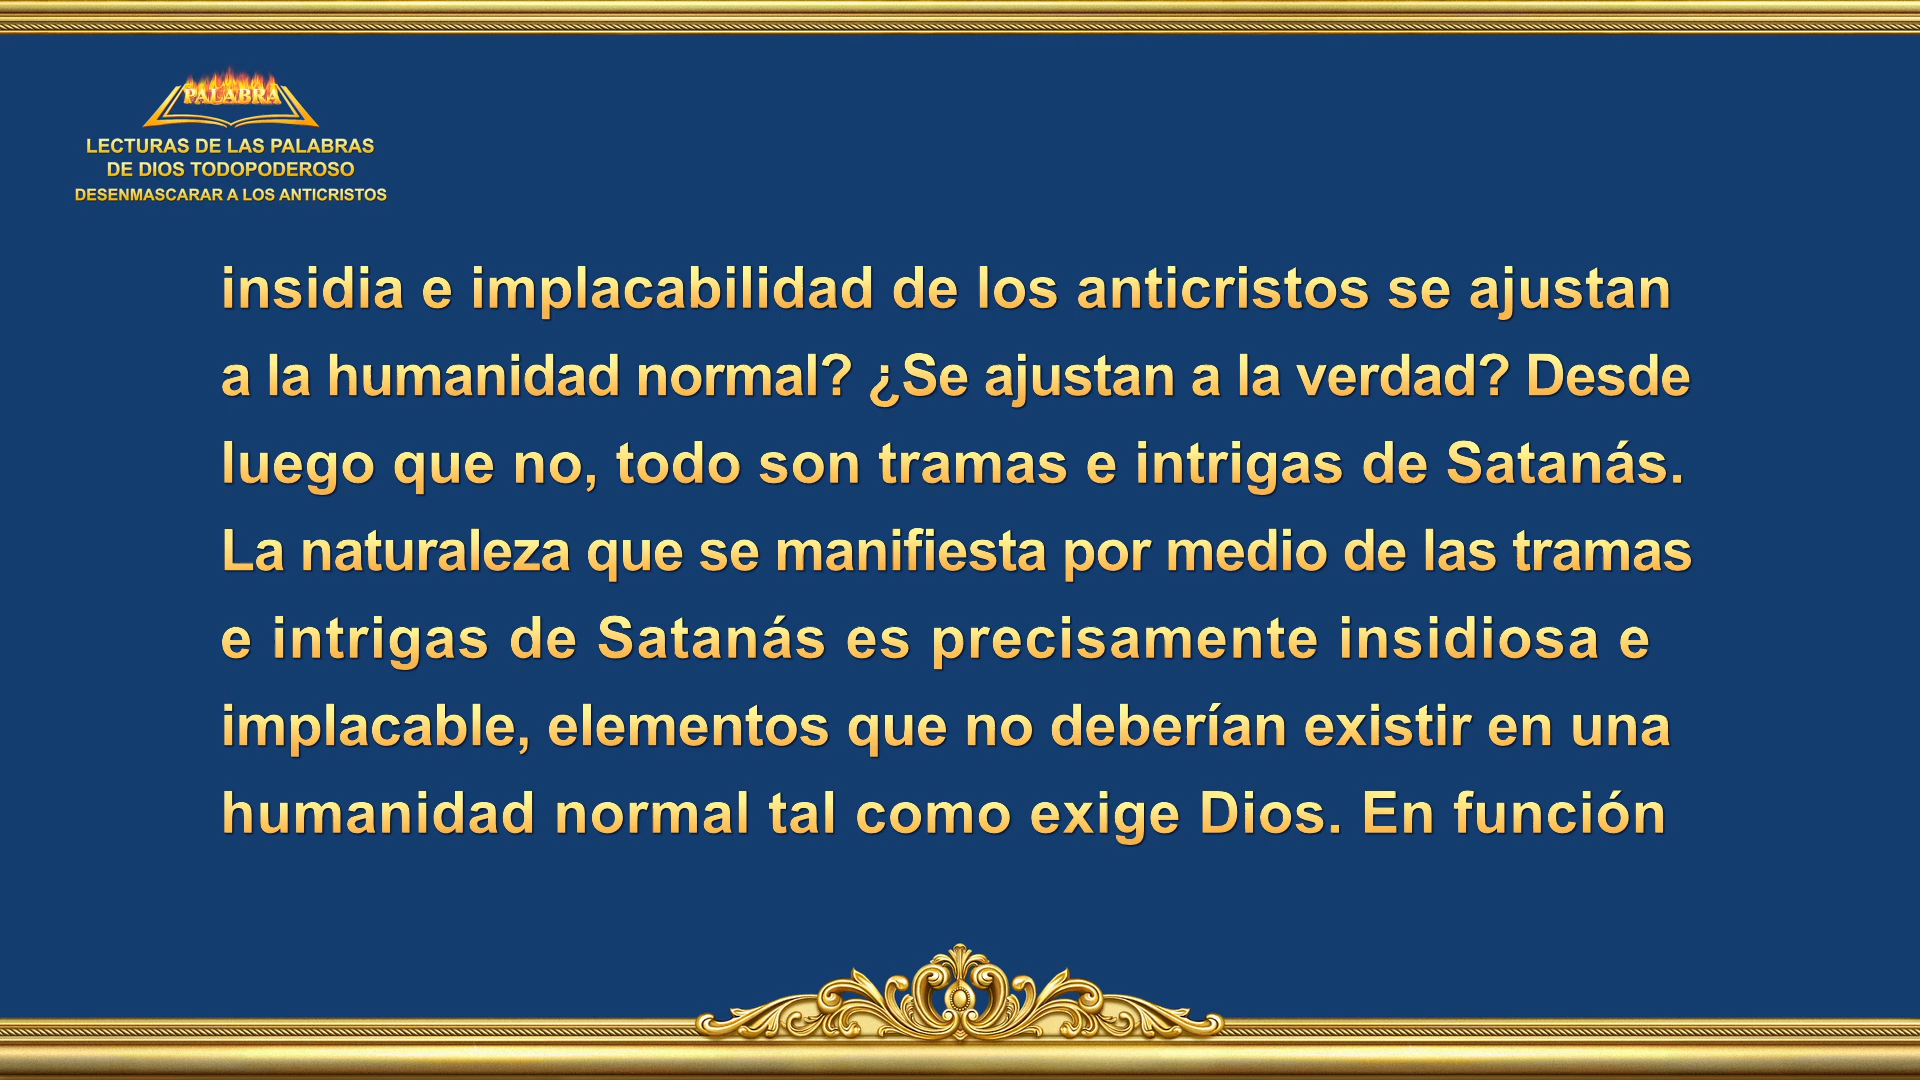 PALABRA
LECTURAS DE LAS PALABRAS
DE DIOS TODOPODEROSO
DESENMASCARAR A LOS ANTICRISTOS
insidia e implacabilidad de los anticristos se ajustan
a la humanidad normal? ¿Se ajustan a la verdad? Desde
luego que no, todo son tramas e intrigas de Satanás.
La naturaleza que se manifiesta por medio de las tramas
e intrigas de Satanás es precisamente insidiosa e
implacable, elementos que no deberían existir en una
humanidad normal tal como exige Dios. En función